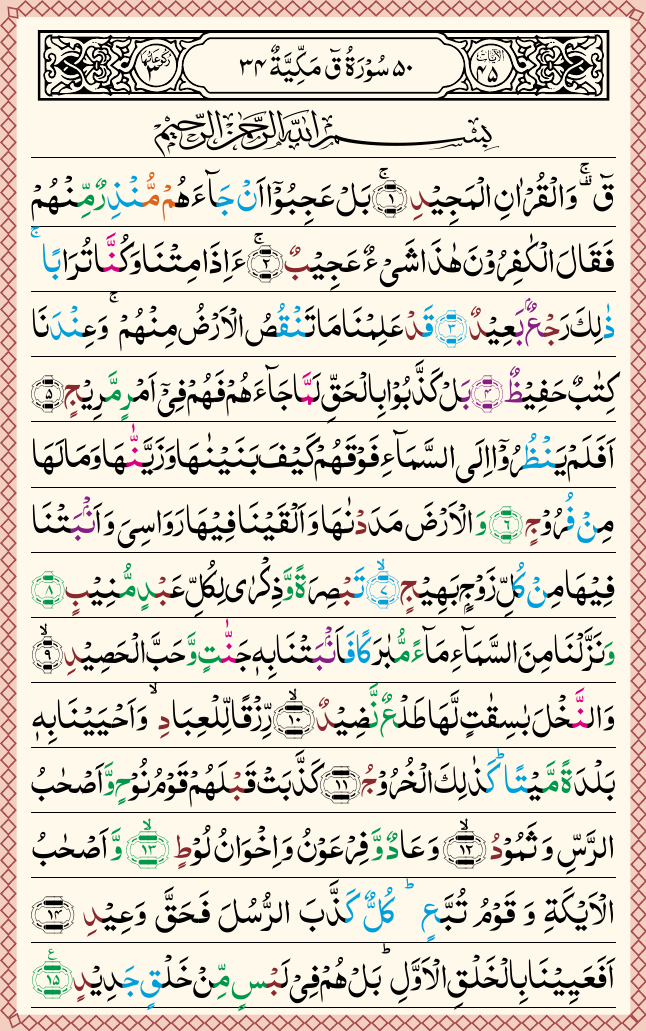 اٰيَاتُهَا ۴۵ ۵۰ سُوْرَةُ قٓ مَكِّيَّةٌ ۳۴ رُكُوْعَاتُهَا ۳
بِسْمِ اللّٰهِ الرَّحْمٰنِ الرَّحِيْمِ
قٓ ۣۚ وَالْقُرْاٰنِ الْمَجِيْدِ ۚ﴿۱﴾ بَلْ عَجِبُوْۤا اَنْ جَآءَهُمْ مُّنْذِرٌ مِّنْهُمْ
فَقَالَ الْكٰفِرُوْنَ هٰذَا شَیْءٌ عَجِيْبٌ ۚ﴿۲﴾ ءَاِذَا مِتْنَا وَكُنَّا تُرَابًا ۚ
ذٰلِكَ رَجْعٌۢ بَعِيْدٌ ﴿۳﴾ قَدْ عَلِمْنَا مَا تَنْقُصُ الْاَرْضُ مِنْهُمْ ۚ وَعِنْدَنَا
كِتٰبٌ حَفِيْظٌ ﴿۴﴾ بَلْ كَذَّبُوْا بِالْحَقِّ لَمَّا جَآءَهُمْ فَهُمْ فِیْۤ اَمْرٍ مَّرِيْجٍ ﴿۵﴾
اَفَلَمْ يَنْظُرُوْۤا اِلَی السَّمَآءِ فَوْقَهُمْ كَيْفَ بَنَيْنٰهَا وَزَيَّنّٰهَا وَمَا لَهَا
مِنْ فُرُوْجٍ ﴿۶﴾ وَالْاَرْضَ مَدَدْنٰهَا وَاَلْقَيْنَا فِيْهَا رَوَاسِیَ وَاَنْۢبَتْنَا
فِيْهَا مِنْ كُلِّ زَوْجٍۭ بَهِيْجٍ ۙ﴿۷﴾ تَبْصِرَةً وَّذِكْرٰی لِكُلِّ عَبْدٍ مُّنِيْبٍ ﴿۸﴾
وَنَزَّلْنَا مِنَ السَّمَآءِ مَآءً مُّبٰرَكًا فَاَنْۢبَتْنَا بِهٖ جَنّٰتٍ وَّحَبَّ الْحَصِيْدِ ۙ﴿۹﴾
وَالنَّخْلَ بٰسِقٰتٍ لَّهَا طَلْعٌ نَّضِيْدٌ ۙ﴿۱۰﴾ رِّزْقًا لِّلْعِبَادِ ۙ وَاَحْيَيْنَا بِهٖ
بَلْدَةً مَّيْتًا ؕ كَذٰلِكَ الْخُرُوْجُ ﴿۱۱﴾ كَذَّبَتْ قَبْلَهُمْ قَوْمُ نُوْحٍ وَّاَصْحٰبُ
الرَّسِّ وَثَمُوْدُ ۙ﴿۱۲﴾ وَعَادٌ وَّفِرْعَوْنُ وَاِخْوَانُ لُوْطٍ ۙ﴿۱۳﴾ وَّاَصْحٰبُ
الْاَيْكَةِ وَقَوْمُ تُبَّعٍ ؕ كُلٌّ كَذَّبَ الرُّسُلَ فَحَقَّ وَعِيْدِ ﴿۱۴﴾
اَفَعَيِيْنَا بِالْخَلْقِ الْاَوَّلِ ؕ بَلْ هُمْ فِیْ لَبْسٍ مِّنْ خَلْقٍ جَدِيْدٍ ﴿۱۵﴾ ع